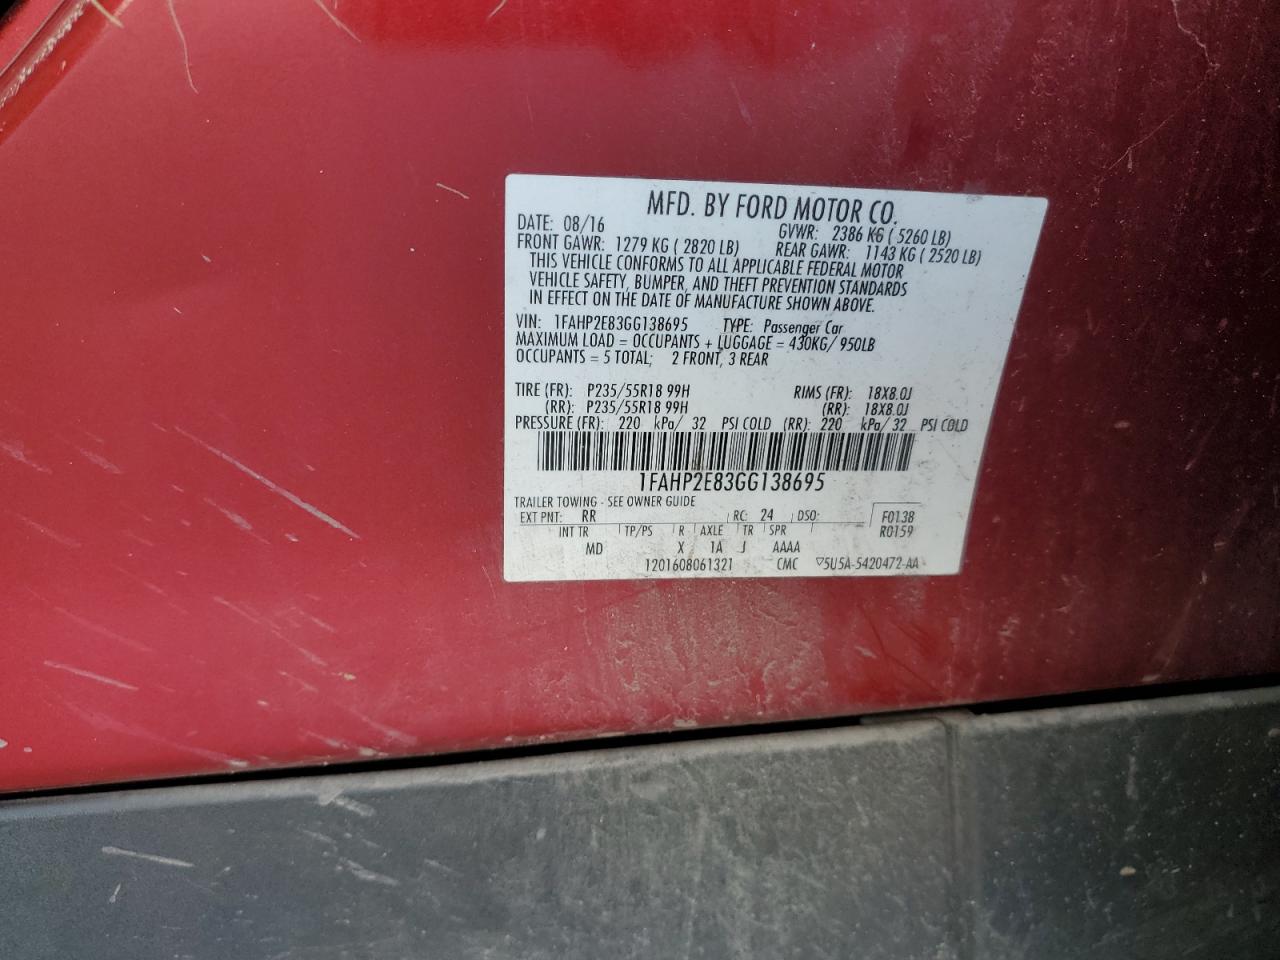 MFD. BY FORD MOTOR CO.
DATE: 08/16 GVWR: 2386 KG ( 5260 LB)
FRONT GAWR: 1279 KG ( 2820 LB) REAR GAWR: 1143 KG ( 2520 LB)
THIS VEHICLE CONFORMS TO ALL APPLICABLE FEDERAL MOTOR
VEHICLE SAFETY, BUMPER, AND THEFT PREVENTION STANDARDS
IN EFFECT ON THE DATE OF MANUFACTURE SHOWN ABOVE.
VIN: 1FAHP2E83GG138695 TYPE: Passenger Car
MAXIMUM LOAD = OCCUPANTS + LUGGAGE = 430KG/ 950LB
OCCUPANTS = 5 TOTAL; 2 FRONT, 3 REAR
TIRE (FR): P235/55R18 99H RIMS (FR): 18X8.0J
(RR): P235/55R18 99H (RR): 18X8.0J
PRESSURE (FR): 220 kPa/ 32 PSI COLD (RR): 220 kPa/ 32 PSI COLD
1FAHP2E83GG138695
TRAILER TOWING - SEE OWNER GUIDE
EXT PNT: RR RC: 24 DSO: F0138
INT TR TP/PS R AXLE TR SPR R0159
MD X 1A J AAAA
1201608061321 CMC ▽5U5A-5420472-AA